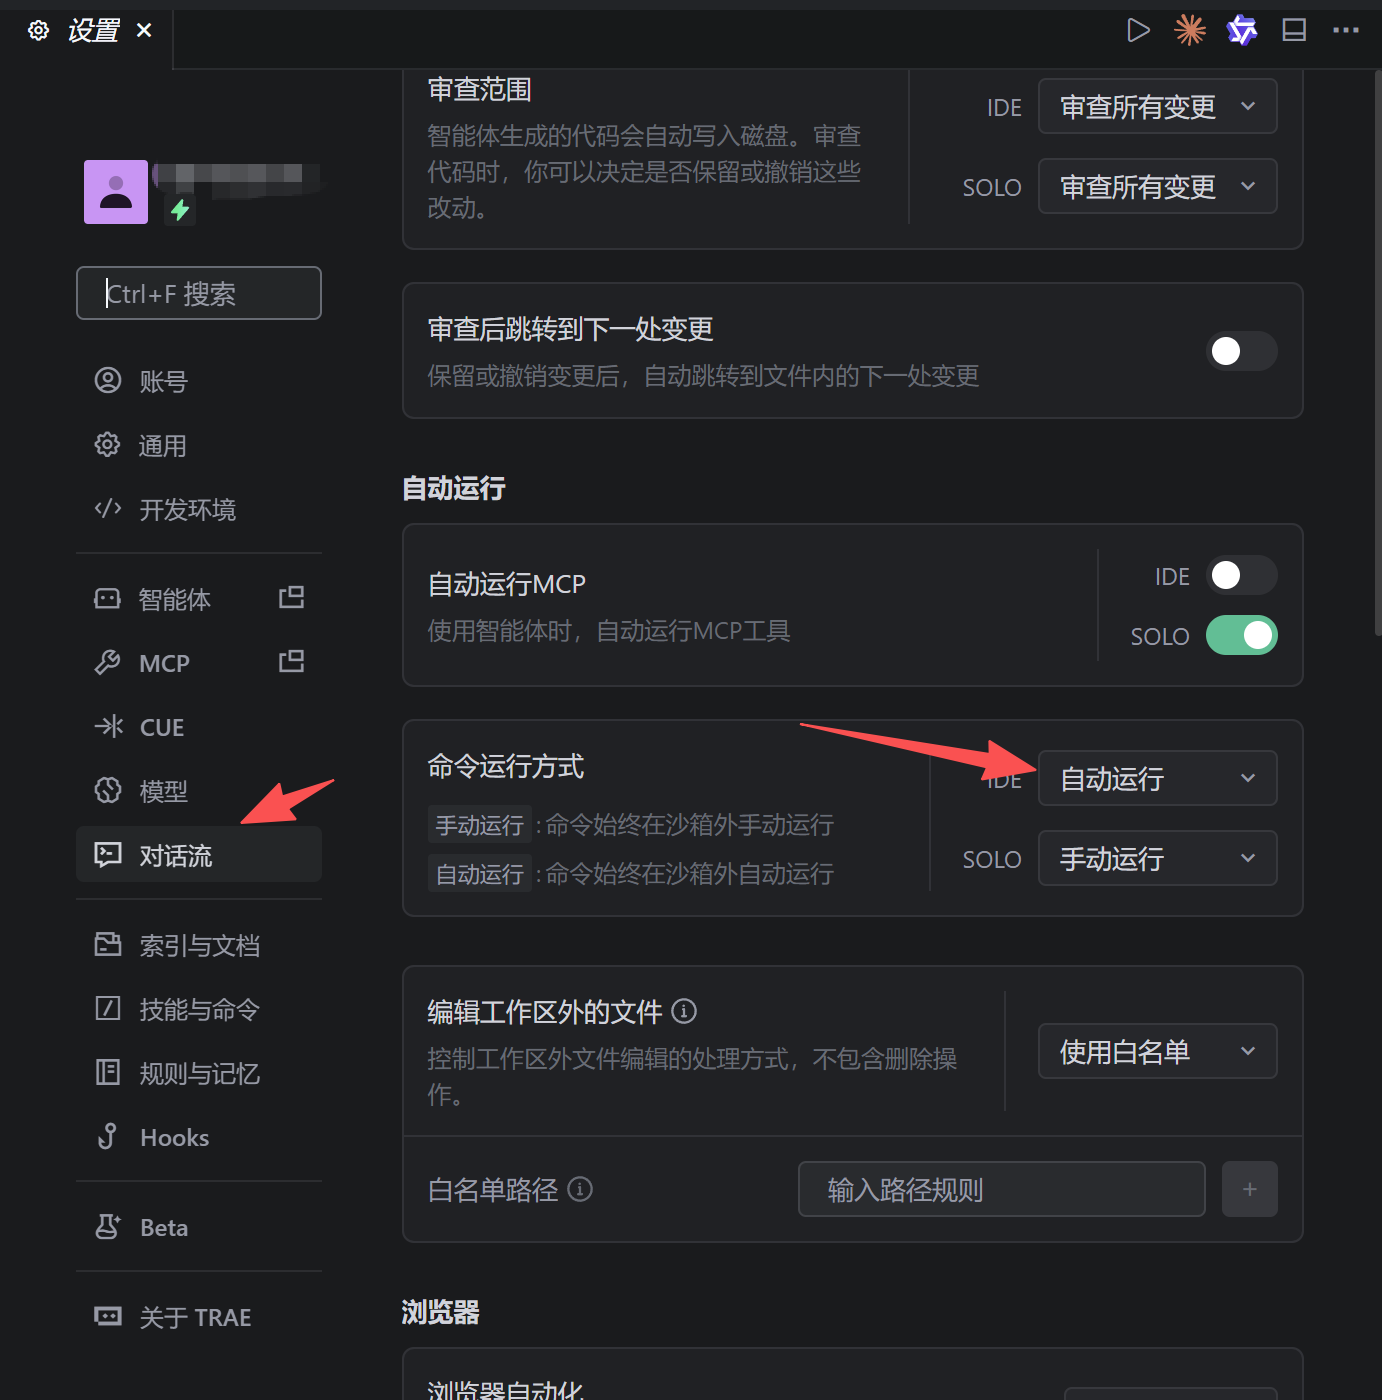 设置
Ctrl+F 搜索
账号
通用
开发环境
智能体
MCP
CUE
模型
对话流
索引与文档
技能与命令
规则与记忆
Hooks
Beta
关于 TRAE
审查范围
智能体生成的代码会自动写入磁盘。审查
代码时，你可以决定是否保留或撤销这些
改动。
IDE 审查所有变更
SOLO 审查所有变更
审查后跳转到下一处变更
保留或撤销变更后，自动跳转到文件内的下一处变更
自动运行
自动运行MCP
使用智能体时，自动运行MCP工具
IDE
SOLO
命令运行方式
手动运行 : 命令始终在沙箱外手动运行
自动运行 : 命令始终在沙箱外自动运行
IDE 自动运行
SOLO 手动运行
编辑工作区外的文件
控制工作区外文件编辑的处理方式，不包含删除操
作。
使用白名单
白名单路径
输入路径规则
+
浏览器
浏览器自动化